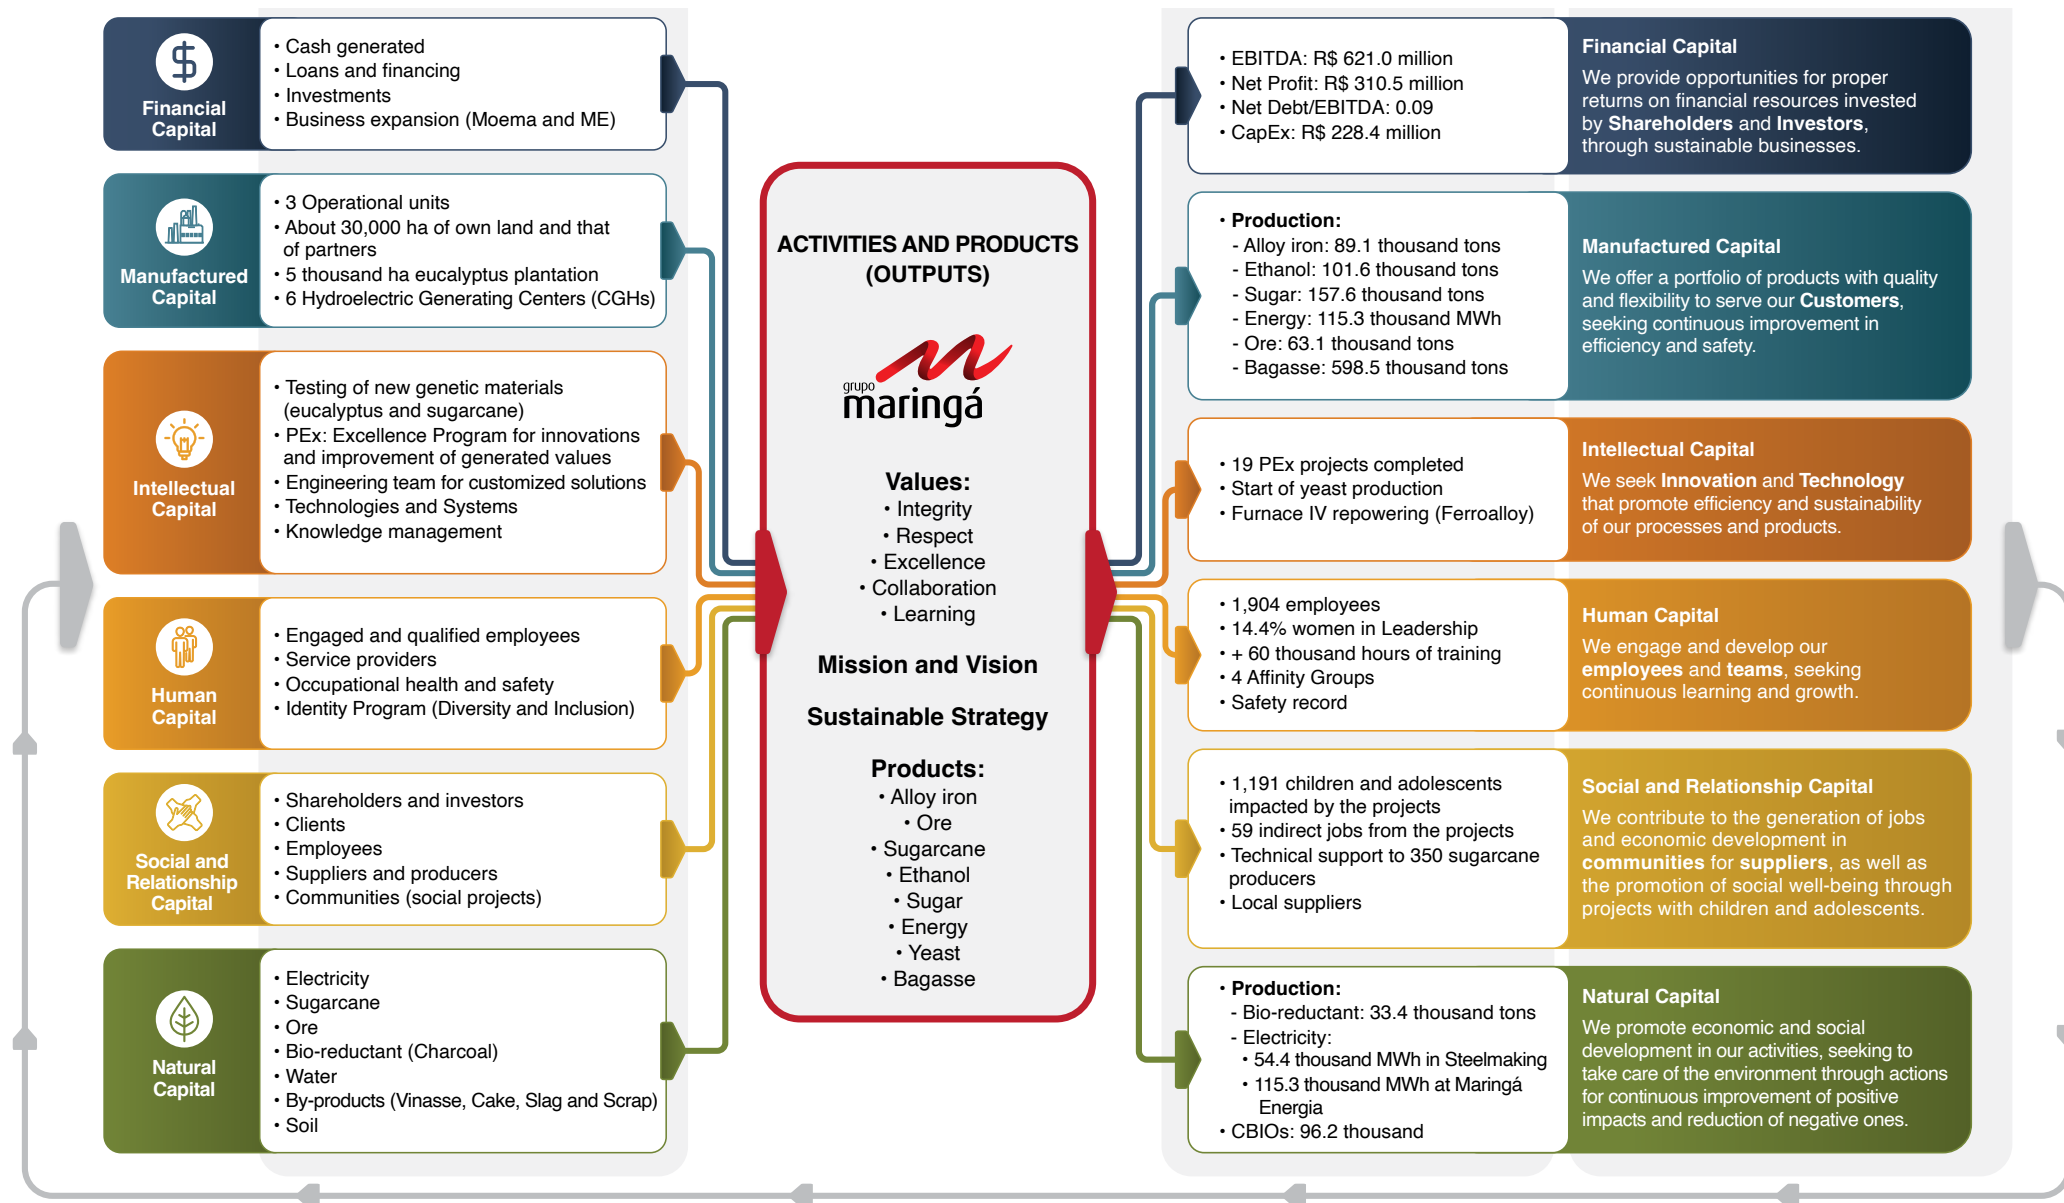 Financial
Capital
• Cash generated
• Loans and financing
• Investments
• Business expansion (Moema and ME)
Manufactured
Capital
• 3 Operational units
• About 30,000 ha of own land and that
of partners
• 5 thousand ha eucalyptus plantation
• 6 Hydroelectric Generating Centers (CGHs)
Intellectual
Capital
• Testing of new genetic materials
(eucalyptus and sugarcane)
• PEx: Excellence Program for innovations
and improvement of generated values
• Engineering team for customized solutions
• Technologies and Systems
• Knowledge management
Human
Capital
• Engaged and qualified employees
• Service providers
• Occupational health and safety
• Identity Program (Diversity and Inclusion)
Social and
Relationship
Capital
• Shareholders and investors
• Clients
• Employees
• Suppliers and producers
• Communities (social projects)
Natural
Capital
• Electricity
• Sugarcane
• Ore
• Bio-reductant (Charcoal)
• Water
• By-products (Vinasse, Cake, Slag and Scrap)
• Soil
ACTIVITIES AND PRODUCTS
(OUTPUTS)
grupo
maringá
Values:
• Integrity
• Respect
• Excellence
• Collaboration
• Learning
Mission and Vision
Sustainable Strategy
Products:
• Alloy iron
• Ore
• Sugarcane
• Ethanol
• Sugar
• Energy
• Yeast
• Bagasse
• EBITDA: R$ 621.0 million
• Net Profit: R$ 310.5 million
• Net Debt/EBITDA: 0.09
• CapEx: R$ 228.4 million
Financial Capital
We provide opportunities for proper
returns on financial resources invested
by Shareholders and Investors,
through sustainable businesses.
• Production:
- Alloy iron: 89.1 thousand tons
- Ethanol: 101.6 thousand tons
- Sugar: 157.6 thousand tons
- Energy: 115.3 thousand MWh
- Ore: 63.1 thousand tons
- Bagasse: 598.5 thousand tons
Manufactured Capital
We offer a portfolio of products with quality
and flexibility to serve our Customers,
seeking continuous improvement in
efficiency and safety.
• 19 PEx projects completed
• Start of yeast production
• Furnace IV repowering (Ferroalloy)
Intellectual Capital
We seek Innovation and Technology
that promote efficiency and sustainability
of our processes and products.
• 1,904 employees
• 14.4% women in Leadership
• + 60 thousand hours of training
• 4 Affinity Groups
• Safety record
Human Capital
We engage and develop our
employees and teams, seeking
continuous learning and growth.
• 1,191 children and adolescents
impacted by the projects
• 59 indirect jobs from the projects
• Technical support to 350 sugarcane
producers
• Local suppliers
Social and Relationship Capital
We contribute to the generation of jobs
and economic development in
communities for suppliers, as well as
the promotion of social well-being through
projects with children and adolescents.
• Production:
- Bio-reductant: 33.4 thousand tons
- Electricity:
• 54.4 thousand MWh in Steelmaking
• 115.3 thousand MWh at Maringá
Energia
• CBIOs: 96.2 thousand
Natural Capital
We promote economic and social
development in our activities, seeking to
take care of the environment through actions
for continuous improvement of positive
impacts and reduction of negative ones.